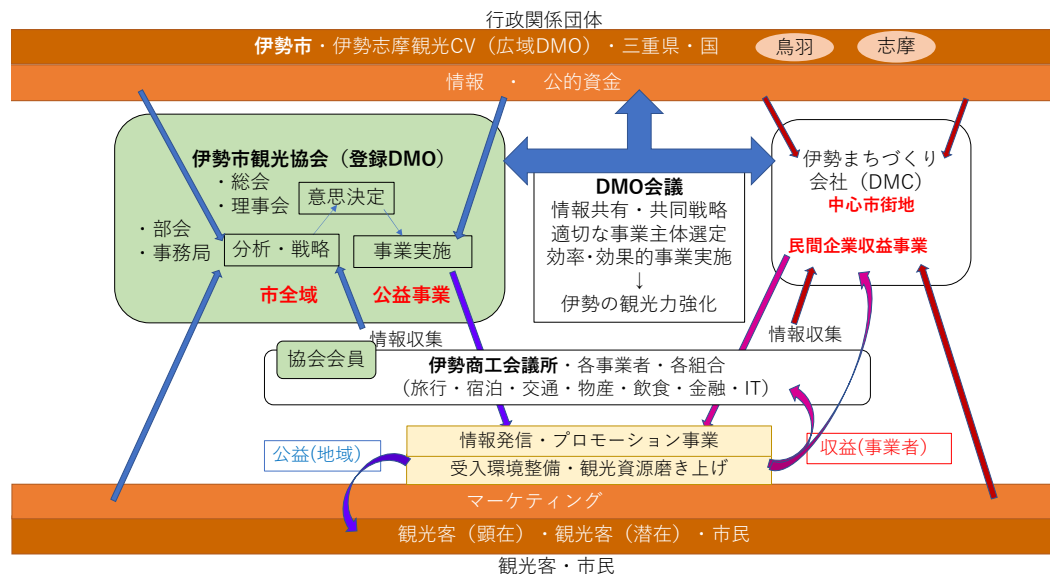 行政関係団体
伊勢市・伊勢志摩観光CV（広域DMO）・三重県・国
鳥羽
志摩
情報　・　公的資金
伊勢市観光協会（登録DMO）
・総会
・理事会
意思決定
・部会
・事務局
分析・戦略
事業実施
市全域
公益事業
DMO会議
情報共有・共同戦略
適切な事業主体選定
効率・効果的事業実施
↓
伊勢の観光力強化
伊勢まちづくり
会社（DMC）
中心市街地
民間企業収益事業
情報収集
情報収集
協会会員
伊勢商工会議所・各事業者・各組合
（旅行・宿泊・交通・物産・飲食・金融・IT）
公益(地域)
情報発信・プロモーション事業
受入環境整備・観光資源磨き上げ
収益(事業者)
マーケティング
観光客（顕在）・観光客（潜在）・市民
観光客・市民